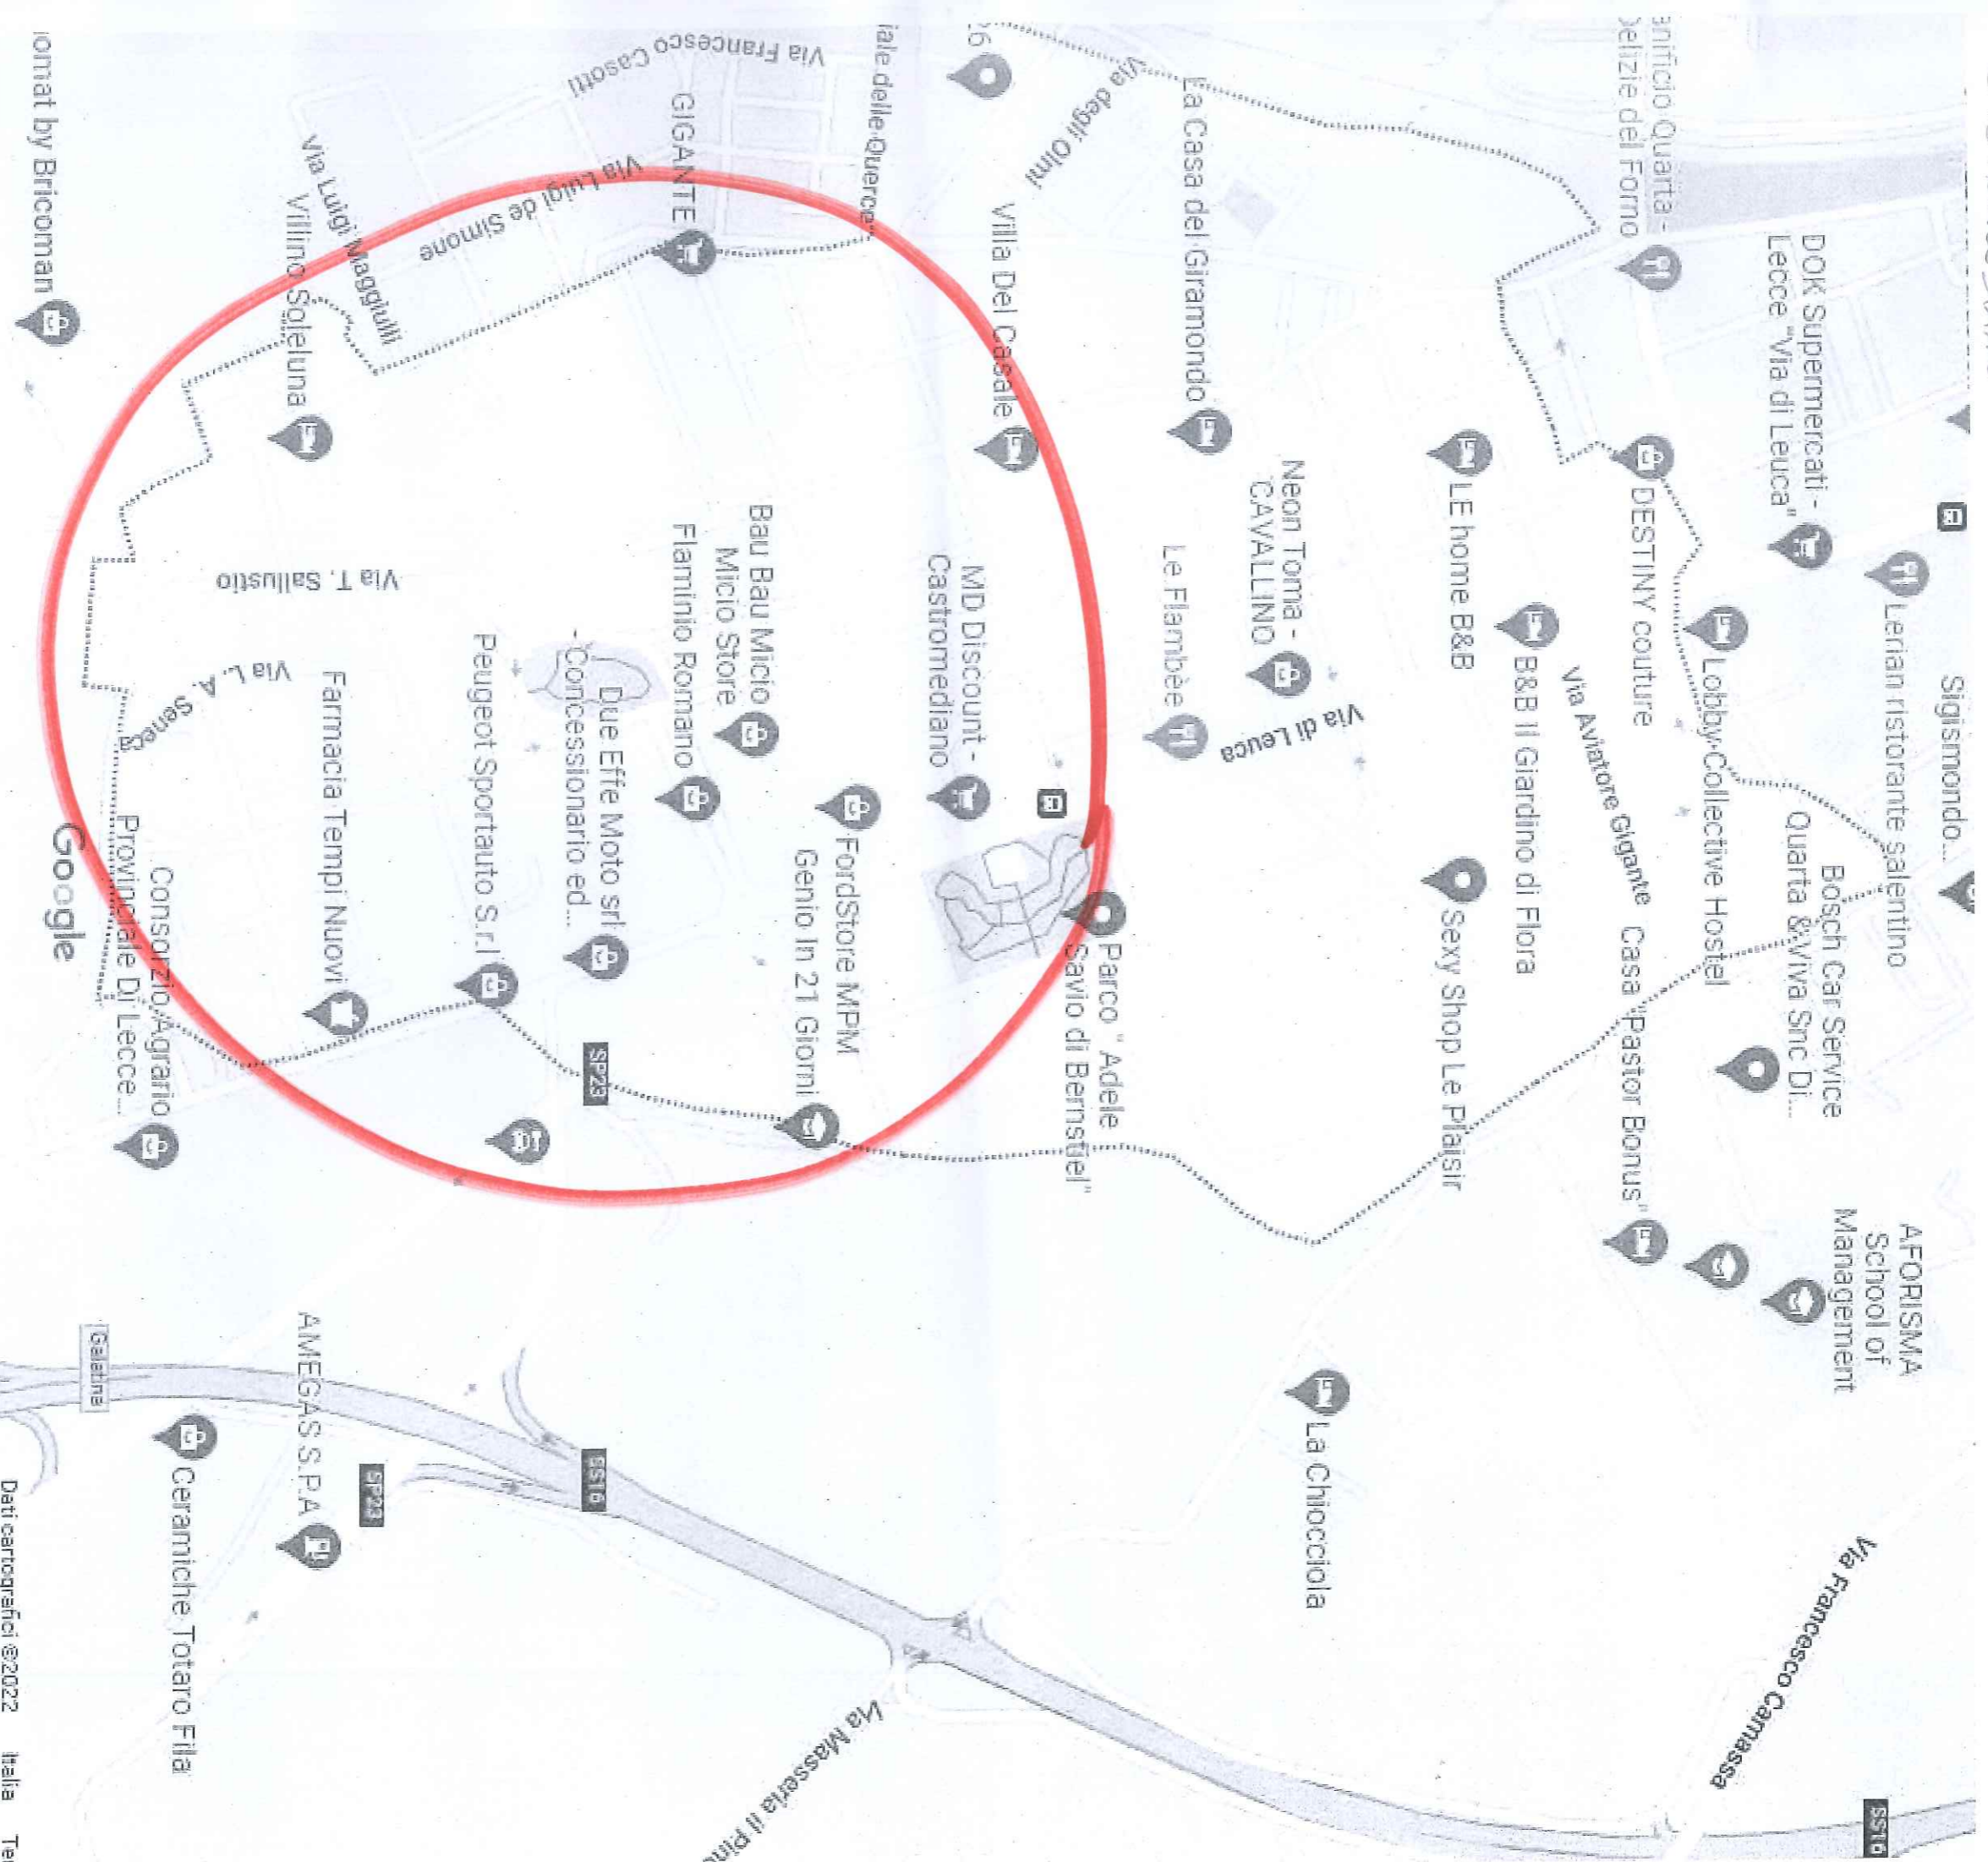 Sigismondo...
Lerian ristorante salentino
DOK Supermercati -
Lecce "Via di Leuca"
Bosch Car Service
Quarta & Viva Snc Di...
AFORISMA
School of
Management
Lobby Collective Hostel
DESTINY couture
anificio Quarta -
Delizie del Forno
Casa "Pastor Bonus"
Via Aviatore Gigante
Via Francesco Camassa
SS16
B&B Il Giardino di Flora
LE home B&B
Sexy Shop Le Plaisir
Neon Toma -
CAVALLINO
Via di Leuca
La Chiocciola
La Casa del Giramondo
Le Flambèe
Via degli Olmi
Parco "Adele
Savio di Bernstiel"
Villa Del Casale
MD Discount -
Castromediano
iale delle Querce
FordStore MPM
Genio In 21 Giorni
Via Masseria il Pino
Via Francesco Casotti
Bau Bau Micio
Micio Store
GIGANTE
Flaminio Romano
Via Luigi de Simone
Due Effe Moto srl
- Concessionario ed...
SP23
SS16
Peugeot Sportauto S.r.l
Via Luigi Maggiulli
SP23
Villino Soleluna
Farmacia Tempi Nuovi
AMEGAS S.P.A
Via T. Sallustio
Via L. A. Seneca
Consorzio Agrario
Provinciale Di Lecce...
Ceramiche Totaro Fila
Galatina
Google
omat by Bricoman
Dati cartografici ©2022 Italia